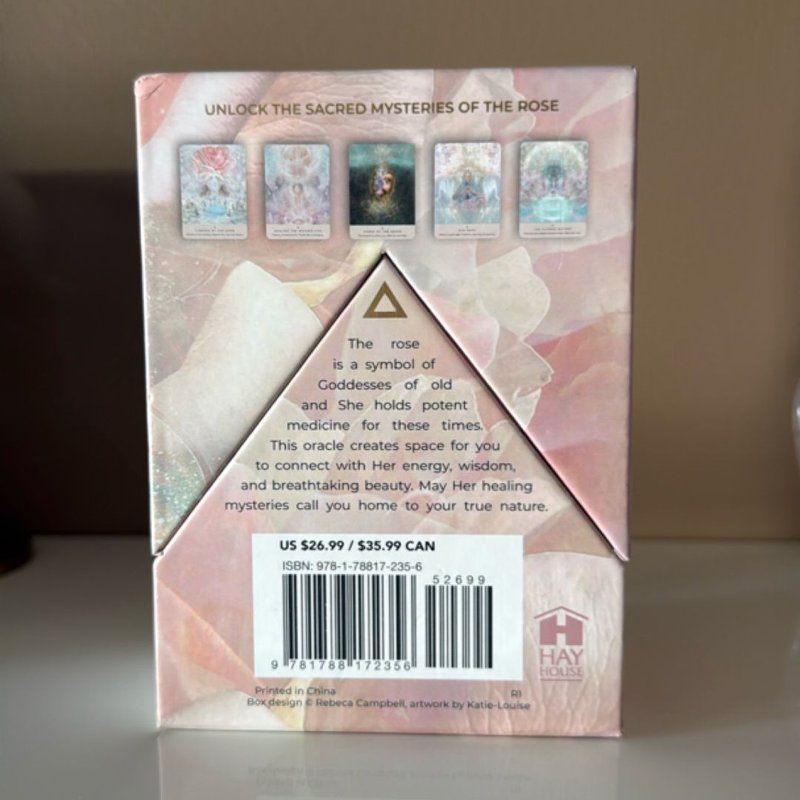 UNLOCK THE SACRED MYSTERIES OF THE ROSE
The rose
is a symbol of
Goddesses of old
and She holds potent
medicine for these times.
This oracle creates space for you
to connect with Her energy, wisdom,
and breathtaking beauty. May Her healing
mysteries call you home to your true nature.
US $26.99 / $35.99 CAN
ISBN: 978-1-78817-235-6
52699
9 781788 172356
HAY
HOUSE
Printed in China
R1
Box design © Rebeca Campbell, artwork by Katie-Louise